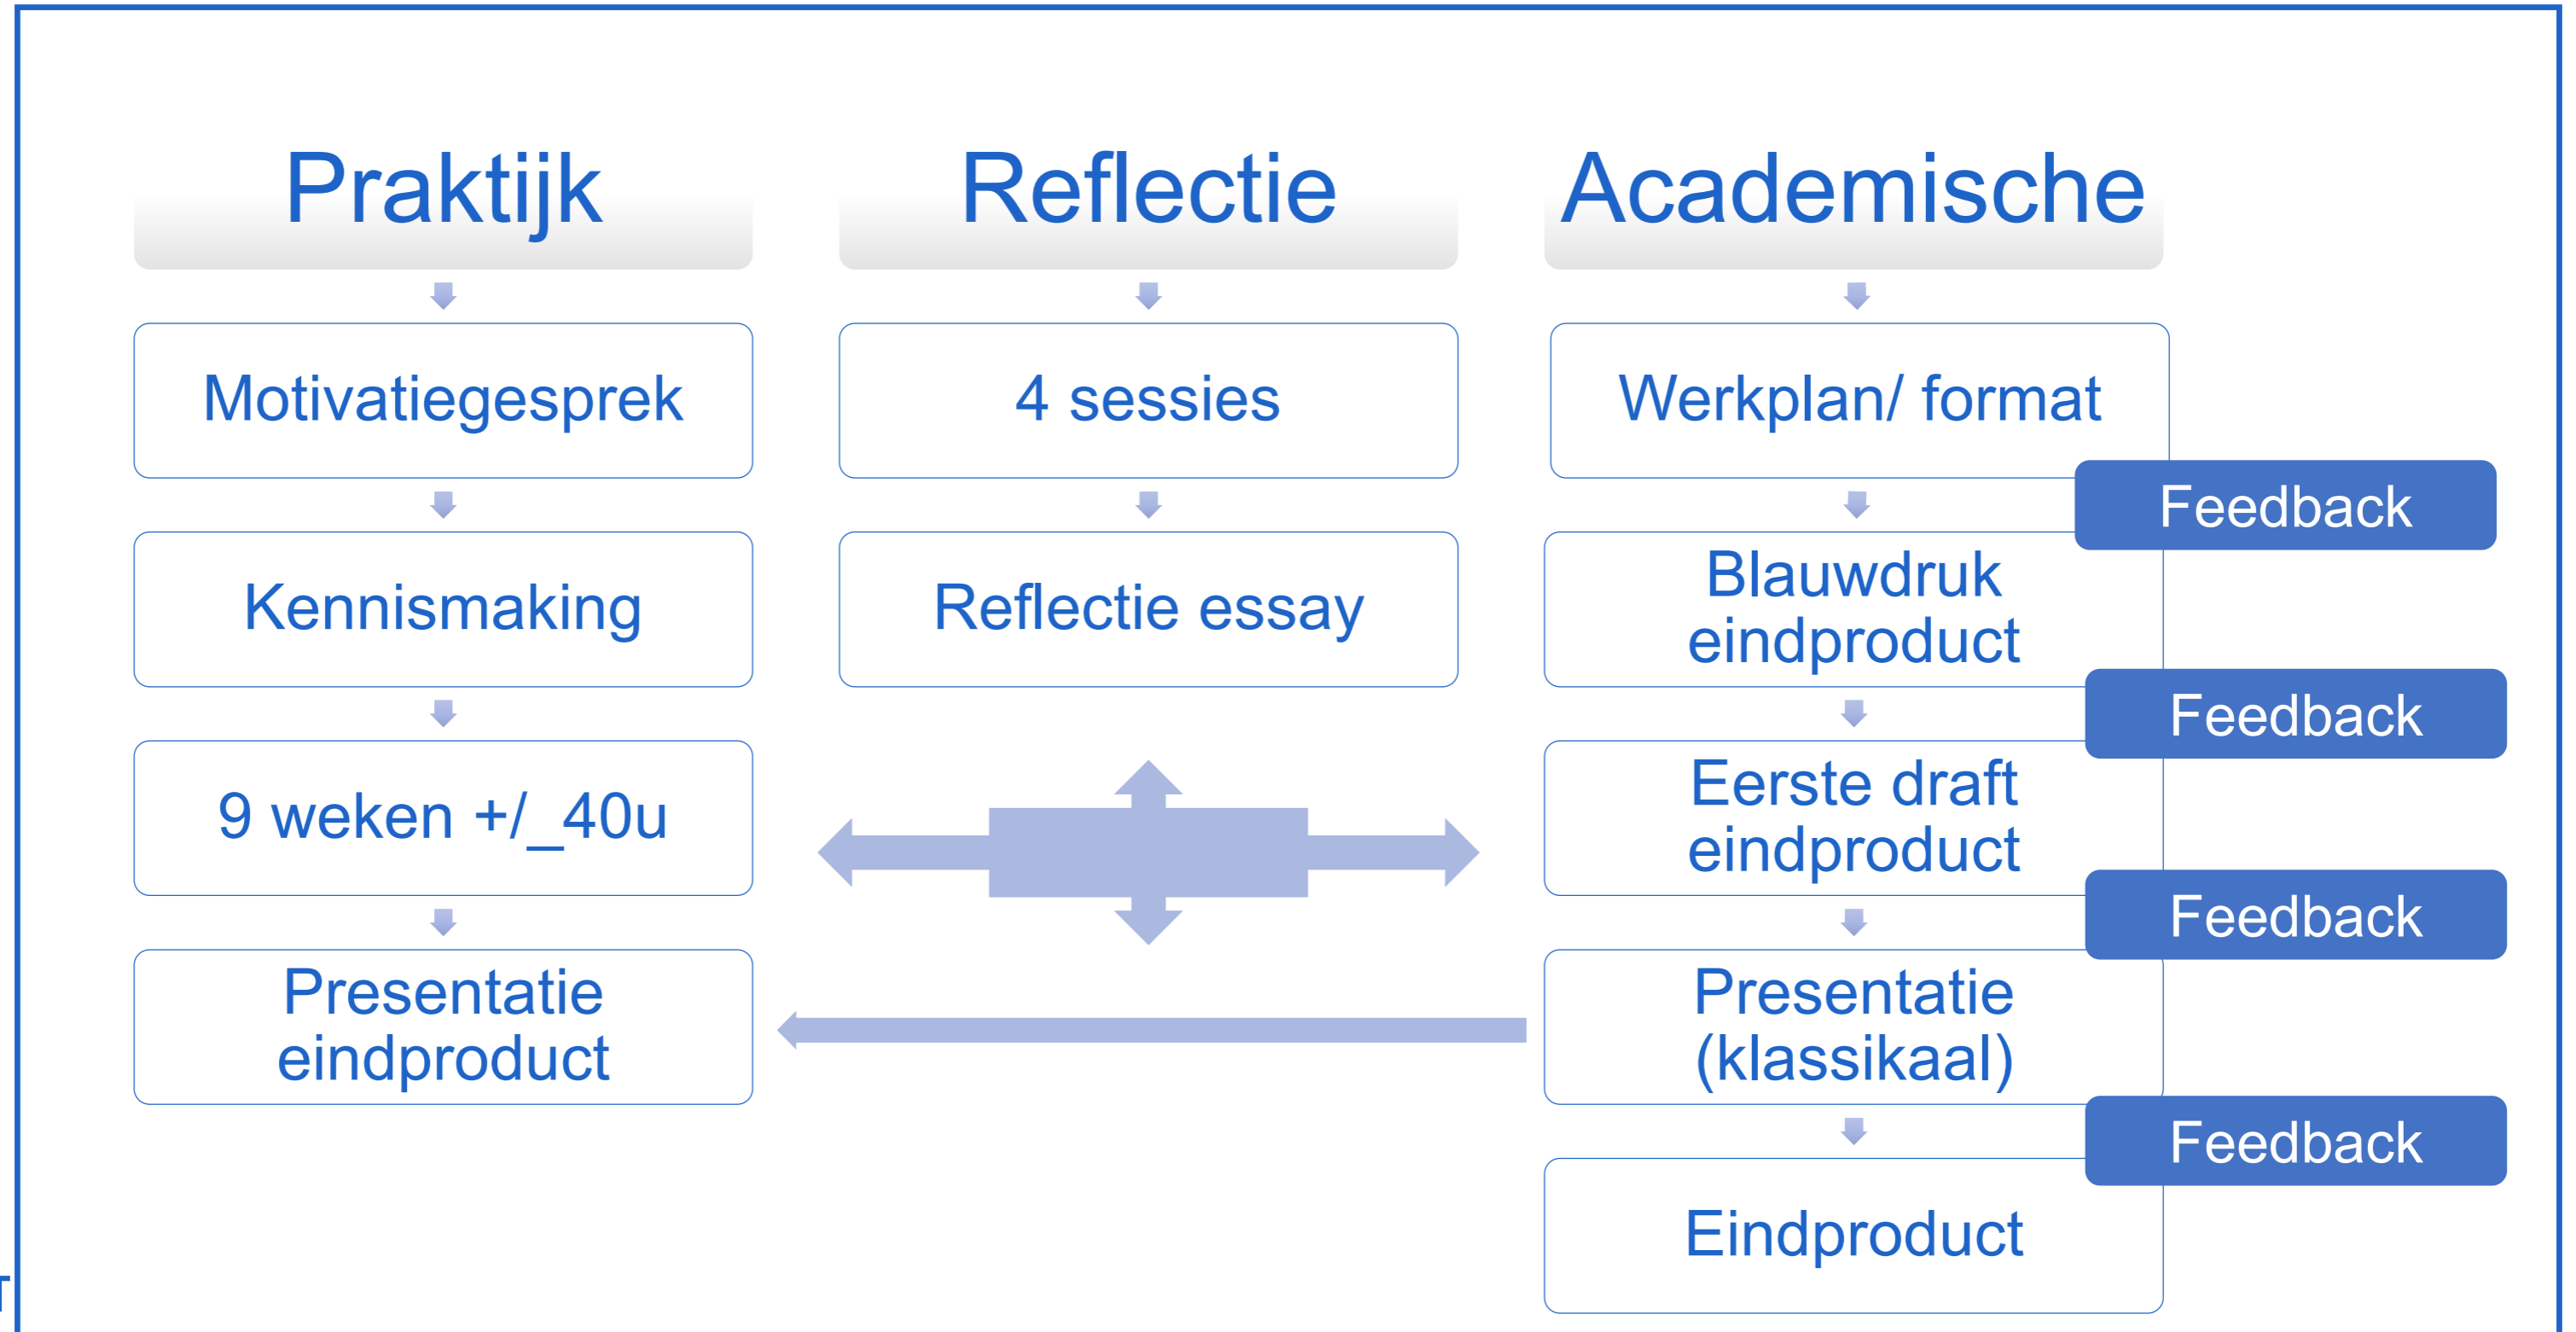 Praktijk
Motivatiegesprek
Kennismaking
9 weken +/_40u
Presentatie
eindproduct
Reflectie
4 sessies
Reflectie essay
Academische
Werkplan/ format
Feedback
Blauwdruk
eindproduct
Feedback
Eerste draft
eindproduct
Feedback
Presentatie
(klassikaal)
Feedback
Eindproduct